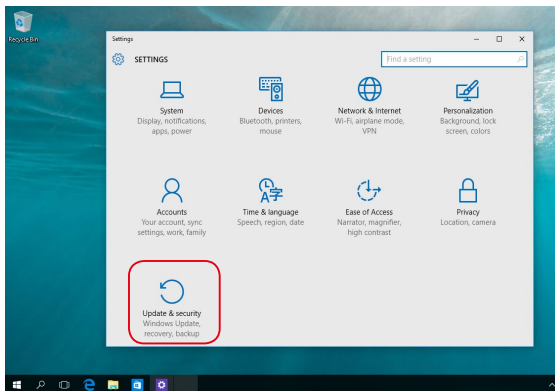 Recycle Bin
Settings
SETTINGS
Find a setting
System
Display, notifications,
apps, power
Devices
Bluetooth, printers,
mouse
Network & Internet
Wi-Fi, airplane mode,
VPN
Personalization
Background, lock
screen, colors
Accounts
Your account, sync
settings, work, family
A字
Time & language
Speech, region, date
Ease of Access
Narrator, magnifier,
high contrast
Privacy
Location, camera
Update & security
Windows Update,
recovery, backup